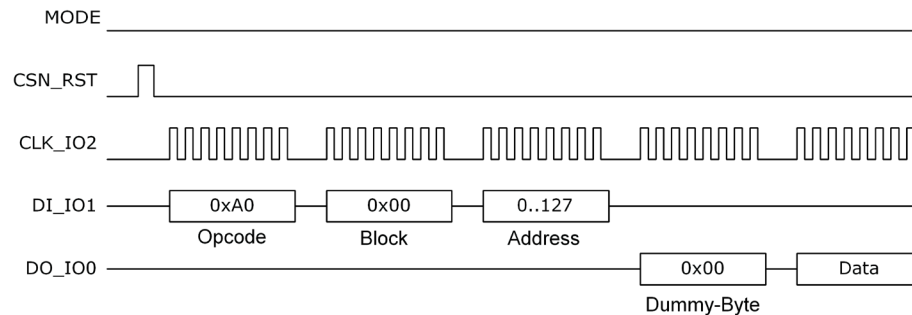 MODE
CSN_RST
CLK_IO2
DI_IO1 0xA0 0x00 0..127
Opcode Block Address
DO_IO0 0x00 Data
Dummy-Byte